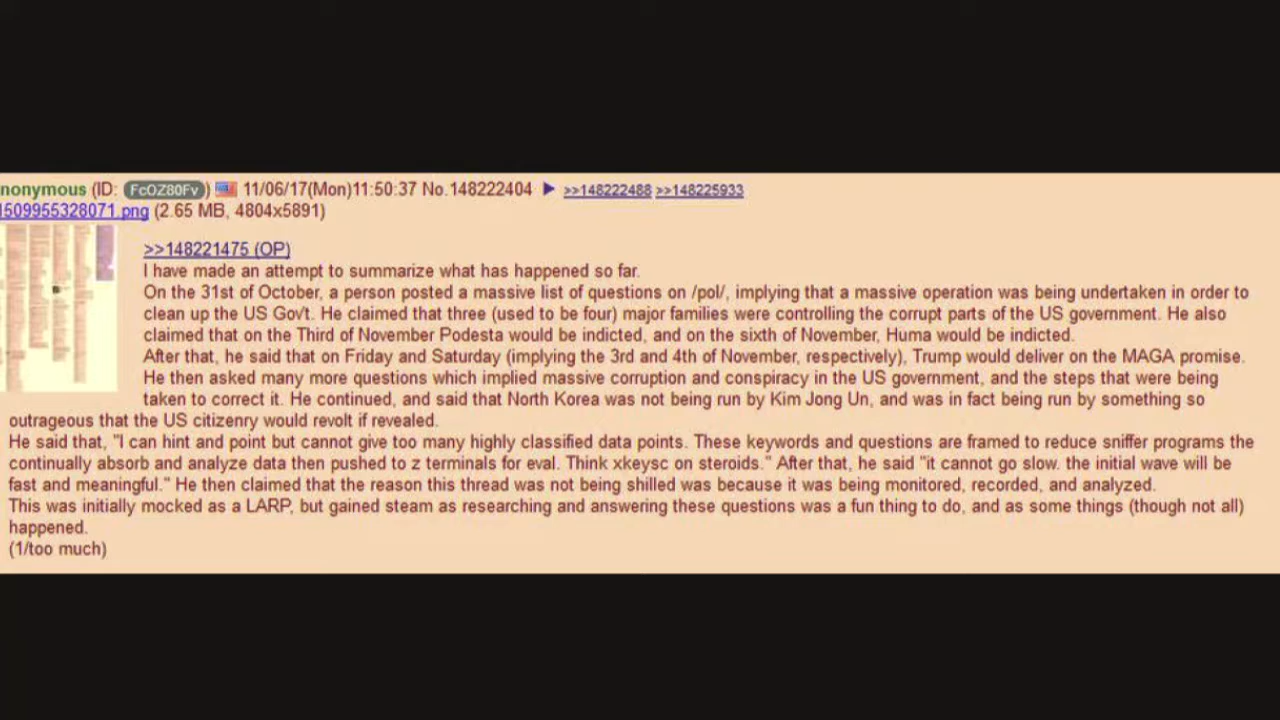 nonymous (ID: FcOZ80Fv) 11/06/17(Mon)11:50:37 No.148222404 ▶ >>148222488 >>148225933
1509955328071.png (2.65 MB, 4804x5891)
>>148221475 (OP)
I have made an attempt to summarize what has happened so far.
On the 31st of October, a person posted a massive list of questions on /pol/, implying that a massive operation was being undertaken in order to
clean up the US Gov't. He claimed that three (used to be four) major families were controlling the corrupt parts of the US government. He also
claimed that on the Third of November Podesta would be indicted, and on the sixth of November, Huma would be indicted.
After that, he said that on Friday and Saturday (implying the 3rd and 4th of November, respectively), Trump would deliver on the MAGA promise.
He then asked many more questions which implied massive corruption and conspiracy in the US government, and the steps that were being
taken to correct it. He continued, and said that North Korea was not being run by Kim Jong Un, and was in fact being run by something so
outrageous that the US citizenry would revolt if revealed.
He said that, "I can hint and point but cannot give too many highly classified data points. These keywords and questions are framed to reduce sniffer programs the
continually absorb and analyze data then pushed to z terminals for eval. Think xkeysc on steroids." After that, he said "it cannot go slow. the initial wave will be
fast and meaningful." He then claimed that the reason this thread was not being shilled was because it was being monitored, recorded, and analyzed.
This was initially mocked as a LARP, but gained steam as researching and answering these questions was a fun thing to do, and as some things (though not all)
happened.
(1/too much)